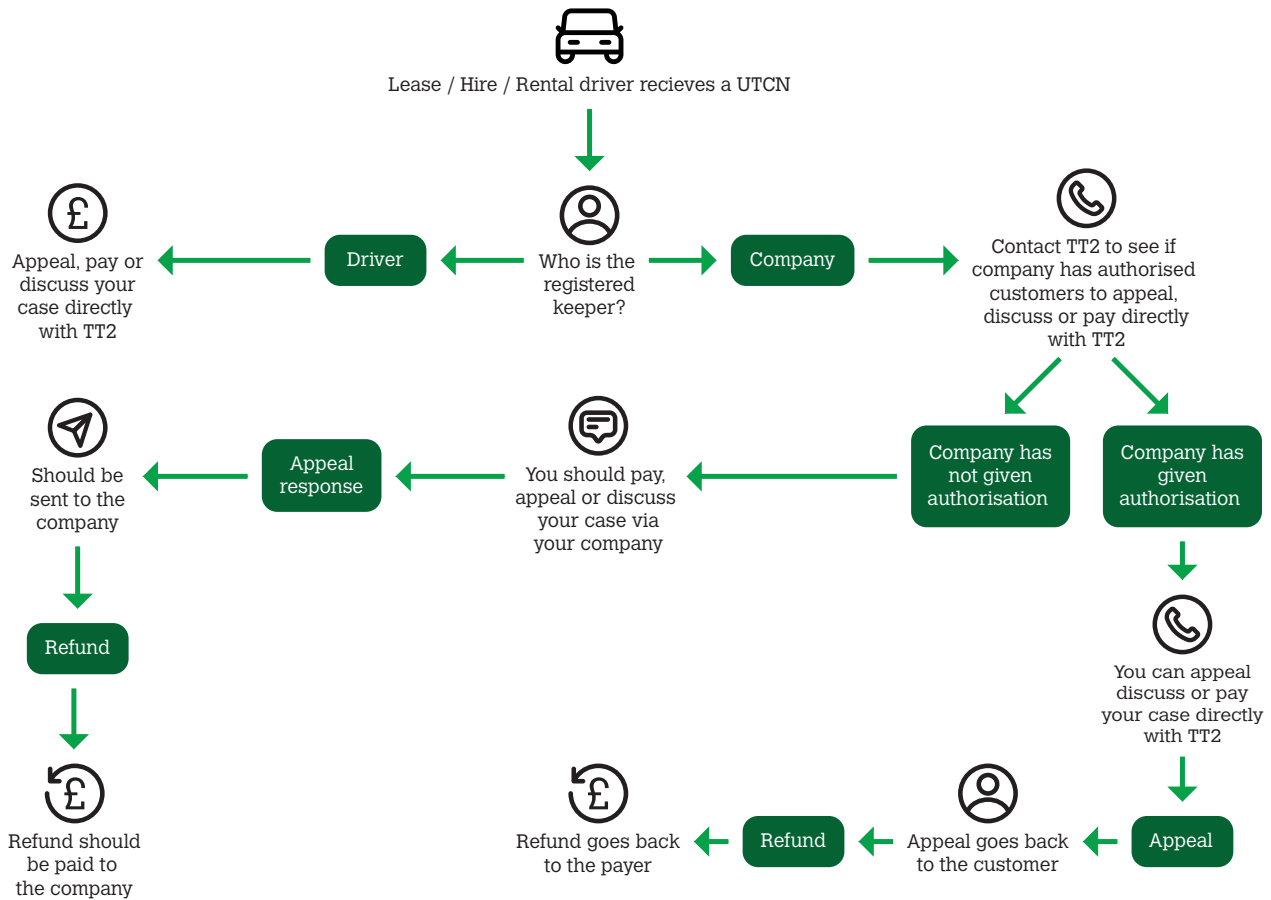 Lease / Hire / Rental driver recieves a UTCN
Who is the
registered
keeper?
Driver
Appeal, pay or
discuss your
case directly
with TT2
Company
Contact TT2 to see if
company has authorised
customers to appeal,
discuss or pay directly
with TT2
Company has
not given
authorisation
You should pay,
appeal or discuss
your case via
your company
Appeal
response
Should be
sent to the
company
Refund
Refund should
be paid to
the company
Company has
given
authorisation
You can appeal
discuss or pay
your case directly
with TT2
Appeal
Appeal goes back
to the customer
Refund
Refund goes back
to the payer